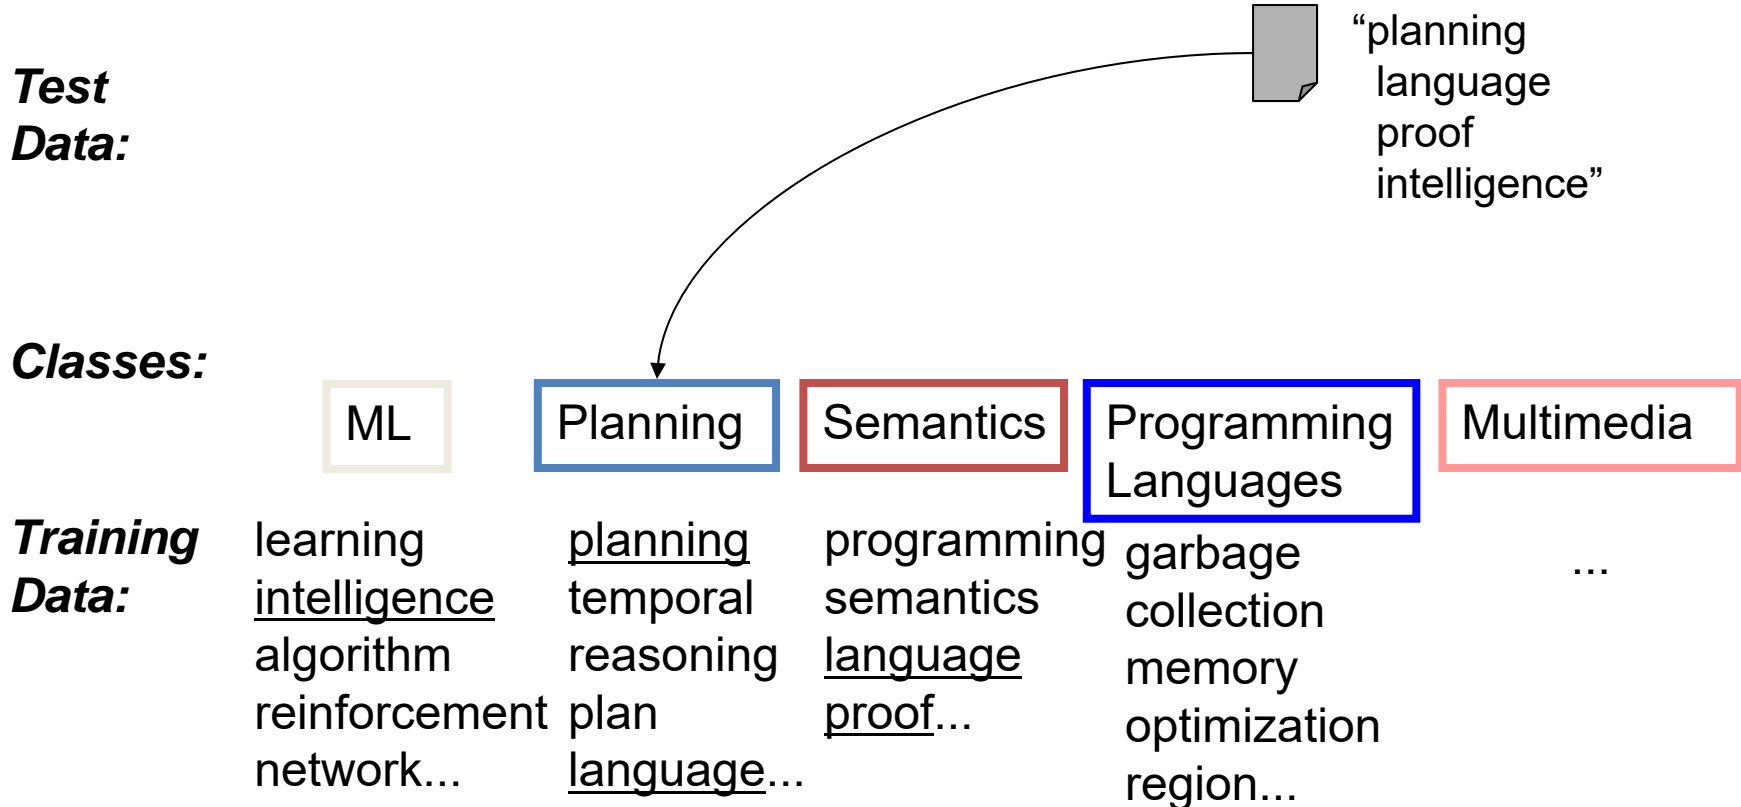 Test
Data:
“planning
language
proof
intelligence”
Classes:
ML
Planning
Semantics
Programming
Languages
Multimedia
Training
Data:
learning
intelligence
algorithm
reinforcement
network...
planning
temporal
reasoning
plan
language...
programming
semantics
language
proof...
garbage
collection
memory
optimization
region...
...